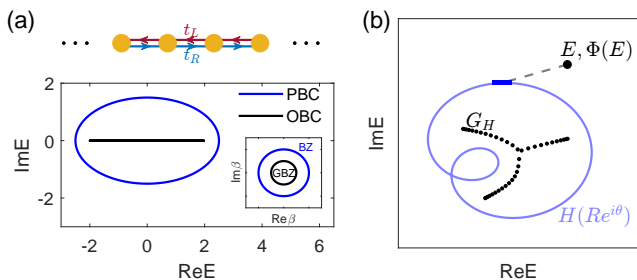 (a)
t_L
t_R
• • •
• • •
PBC
OBC
ImE
2
0
-2
-2 0 2 4 6
ReE
BZ
GBZ
Imβ
Reβ
(b)
E, Φ(E)
G_H
H(Re^{iθ})
ImE
ReE